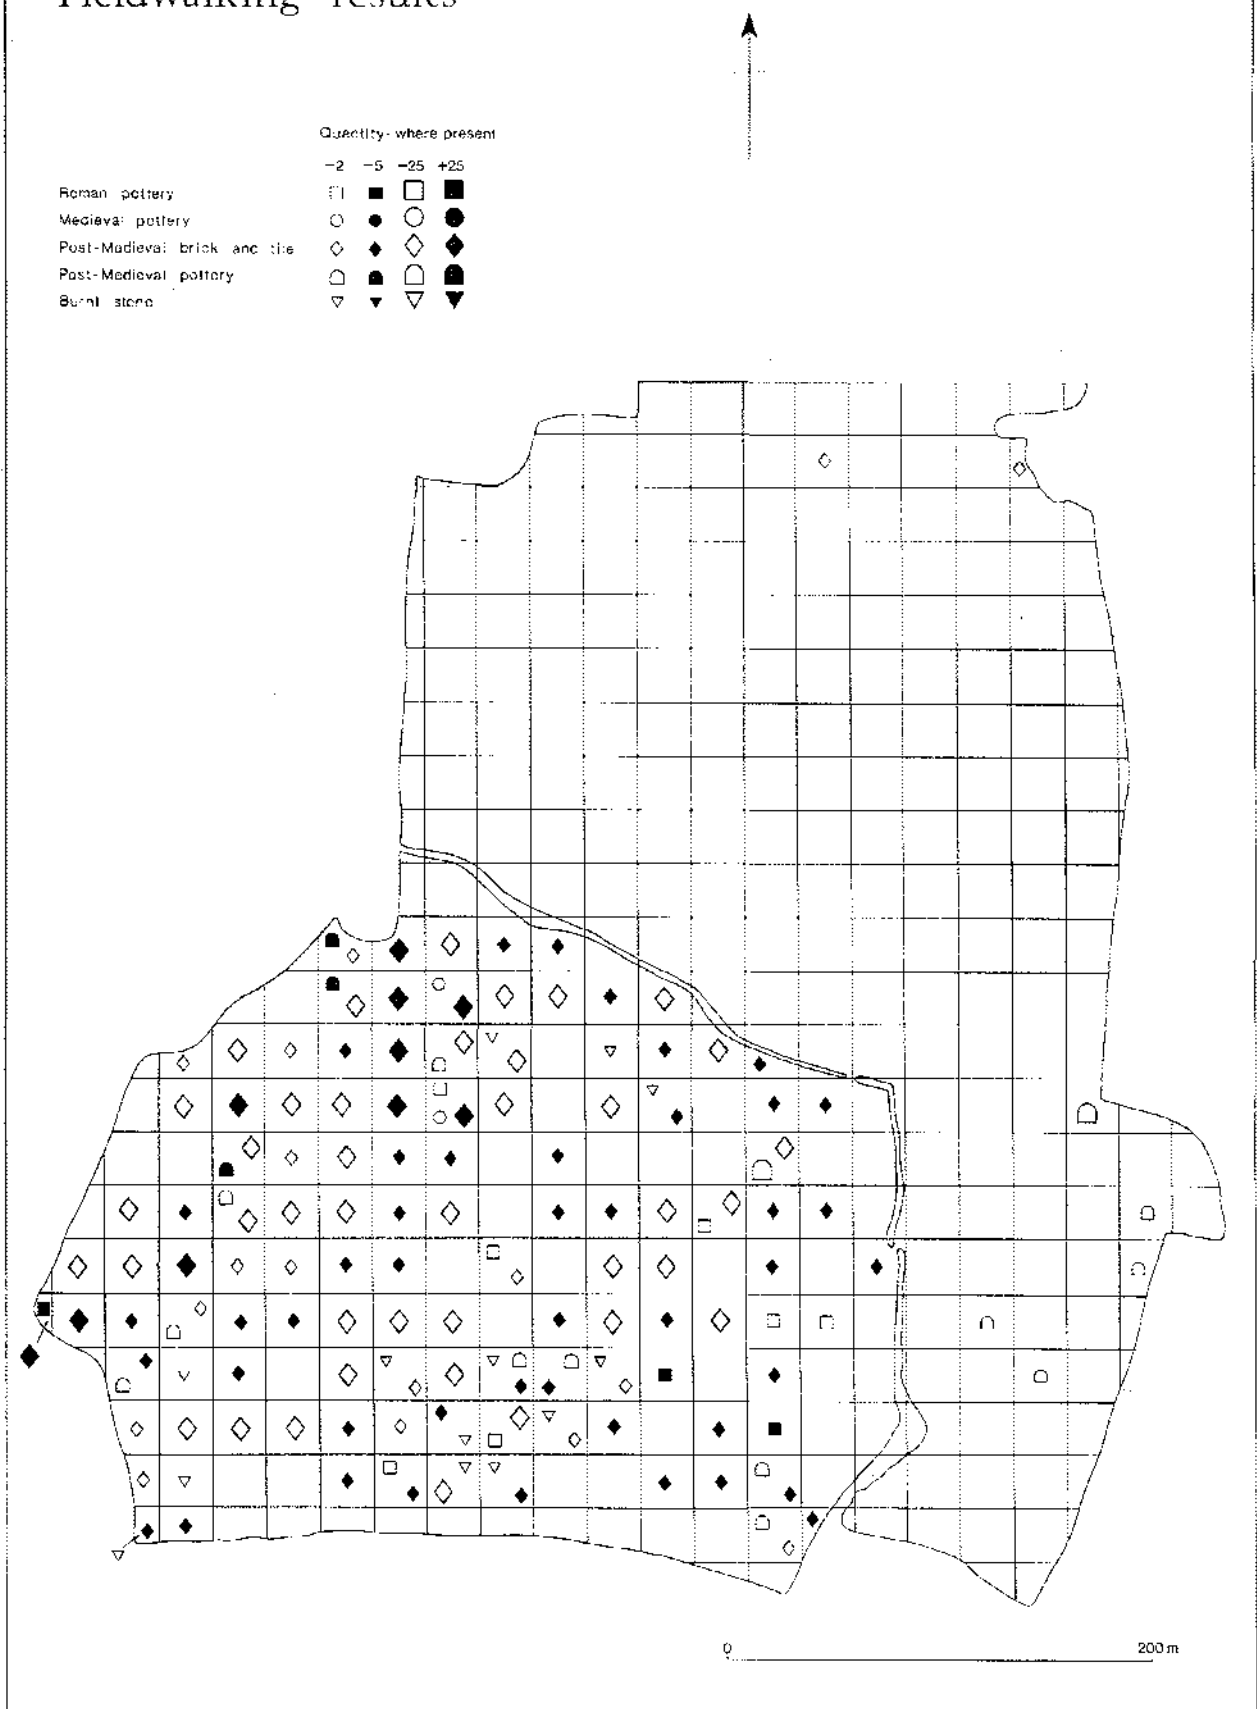 Fieldwalking results
Quantity - where present
-2 -5 -25 +25
Roman pottery
Medieval pottery
Post-Medieval brick and tile
Post-Medieval pottery
Burnt stone
0 200 m